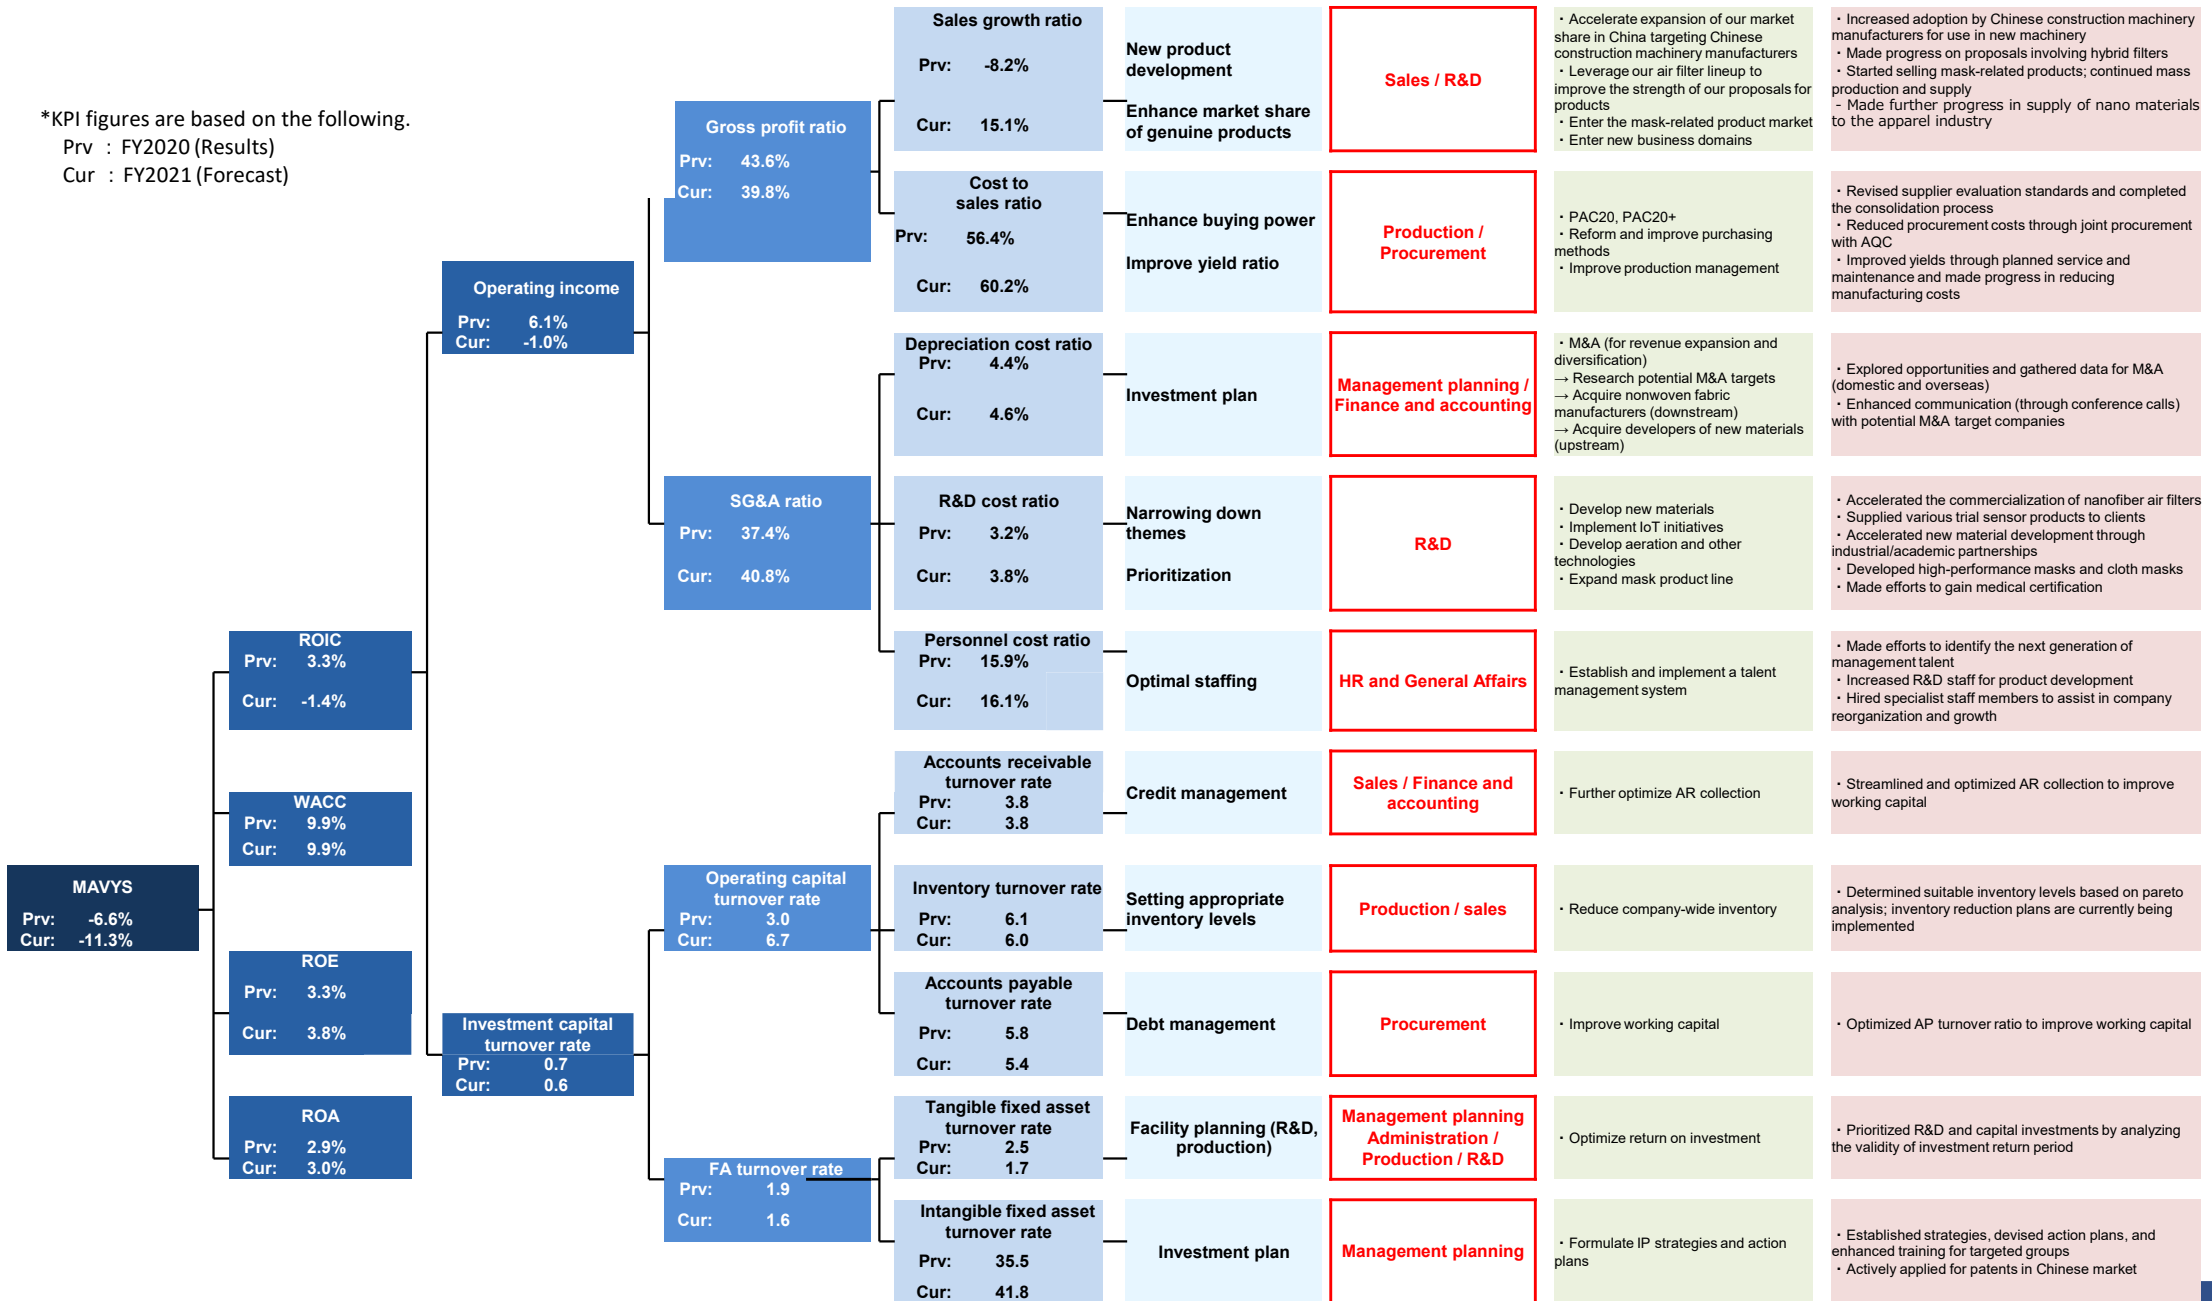 *KPI figures are based on the following.
Prv : FY2020 (Results)
Cur : FY2021 (Forecast)
MAVYS
Prv: -6.6%
Cur: -11.3%
ROIC
Prv: 3.3%
Cur: -1.4%
WACC
Prv: 9.9%
Cur: 9.9%
ROE
Prv: 3.3%
Cur: 3.8%
ROA
Prv: 2.9%
Cur: 3.0%
Operating income
Prv: 6.1%
Cur: -1.0%
Investment capital
turnover rate
Prv: 0.7
Cur: 0.6
Gross profit ratio
Prv: 43.6%
Cur: 39.8%
SG&A ratio
Prv: 37.4%
Cur: 40.8%
Operating capital
turnover rate
Prv: 3.0
Cur: 6.7
FA turnover rate
Prv: 1.9
Cur: 1.6
Sales growth ratio
Prv: -8.2%
Cur: 15.1%
New product
development
Enhance market share
of genuine products
Sales / R&D
・Accelerate expansion of our market
share in China targeting Chinese
construction machinery manufacturers
・Leverage our air filter lineup to
improve the strength of our proposals for
products
・Enter the mask-related product market
・Enter new business domains
・Increased adoption by Chinese construction machinery
manufacturers for use in new machinery
・Made progress on proposals involving hybrid filters
・Started selling mask-related products; continued mass
production and supply
- Made further progress in supply of nano materials
to the apparel industry
Cost to
sales ratio
Prv: 56.4%
Cur: 60.2%
Enhance buying power
Improve yield ratio
Production /
Procurement
・PAC20, PAC20+
・Reform and improve purchasing
methods
・Improve production management
・Revised supplier evaluation standards and completed
the consolidation process
・Reduced procurement costs through joint procurement
with AQC
・Improved yields through planned service and
maintenance and made progress in reducing
manufacturing costs
Depreciation cost ratio
Prv: 4.4%
Cur: 4.6%
Investment plan
Management planning /
Finance and accounting
・M&A (for revenue expansion and
diversification)
→ Research potential M&A targets
→ Acquire nonwoven fabric
manufacturers (downstream)
→ Acquire developers of new materials
(upstream)
・Explored opportunities and gathered data for M&A
(domestic and overseas)
・Enhanced communication (through conference calls)
with potential M&A target companies
R&D cost ratio
Prv: 3.2%
Cur: 3.8%
Narrowing down
themes
Prioritization
R&D
・Develop new materials
・Implement IoT initiatives
・Develop aeration and other
technologies
・Expand mask product line
・Accelerated the commercialization of nanofiber air filters
・Supplied various trial sensor products to clients
・Accelerated new material development through
industrial/academic partnerships
・Developed high-performance masks and cloth masks
・Made efforts to gain medical certification
Personnel cost ratio
Prv: 15.9%
Cur: 16.1%
Optimal staffing
HR and General Affairs
・Establish and implement a talent
management system
・Made efforts to identify the next generation of
management talent
・Increased R&D staff for product development
・Hired specialist staff members to assist in company
reorganization and growth
Accounts receivable
turnover rate
Prv: 3.8
Cur: 3.8
Credit management
Sales / Finance and
accounting
・Further optimize AR collection
・Streamlined and optimized AR collection to improve
working capital
Inventory turnover rate
Prv: 6.1
Cur: 6.0
Setting appropriate
inventory levels
Production / sales
・Reduce company-wide inventory
・Determined suitable inventory levels based on pareto
analysis; inventory reduction plans are currently being
implemented
Accounts payable
turnover rate
Prv: 5.8
Cur: 5.4
Debt management
Procurement
・Improve working capital
・Optimized AP turnover ratio to improve working capital
Tangible fixed asset
turnover rate
Prv: 2.5
Cur: 1.7
Facility planning (R&D,
production)
Management planning
Administration /
Production / R&D
・Optimize return on investment
・Prioritized R&D and capital investments by analyzing
the validity of investment return period
Intangible fixed asset
turnover rate
Prv: 35.5
Cur: 41.8
Investment plan
Management planning
・Formulate IP strategies and action
plans
・Established strategies, devised action plans, and
enhanced training for targeted groups
・Actively applied for patents in Chinese market